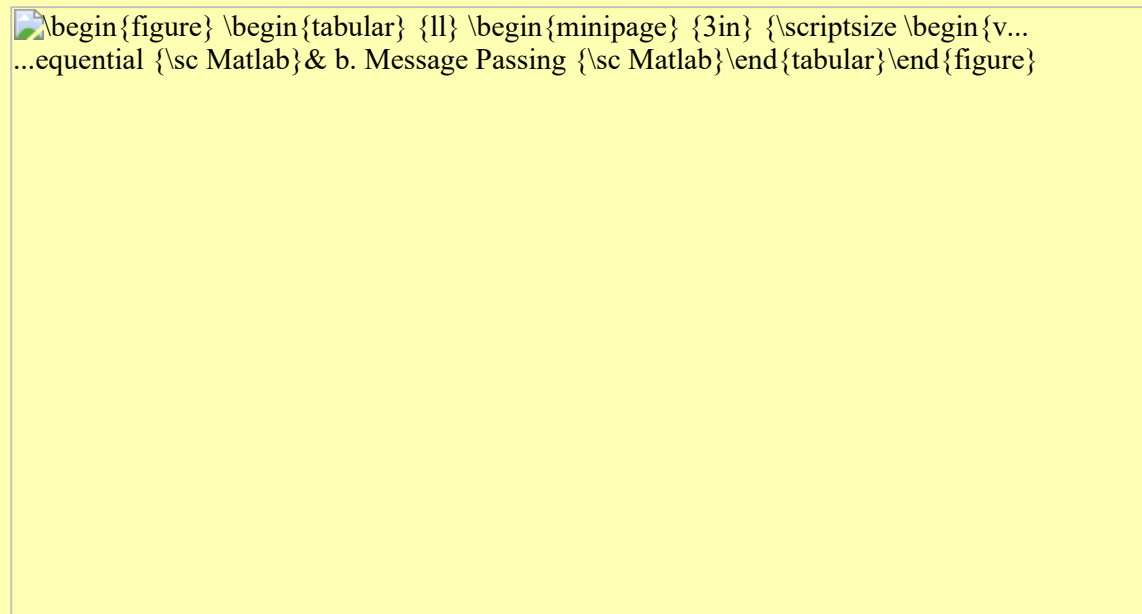 \begin{figure} \begin{tabular} {ll} \begin{minipage} {3in} {\scriptsize \begin{v...
...equential {\sc Matlab}& b. Message Passing {\sc Matlab}\end{tabular}\end{figure}